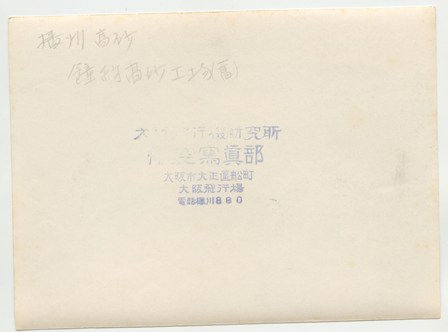 播州高砂
鐘紡高砂工場
研究所
空寫眞部
大阪市大正區船町
大阪飛行場
電話櫻川880